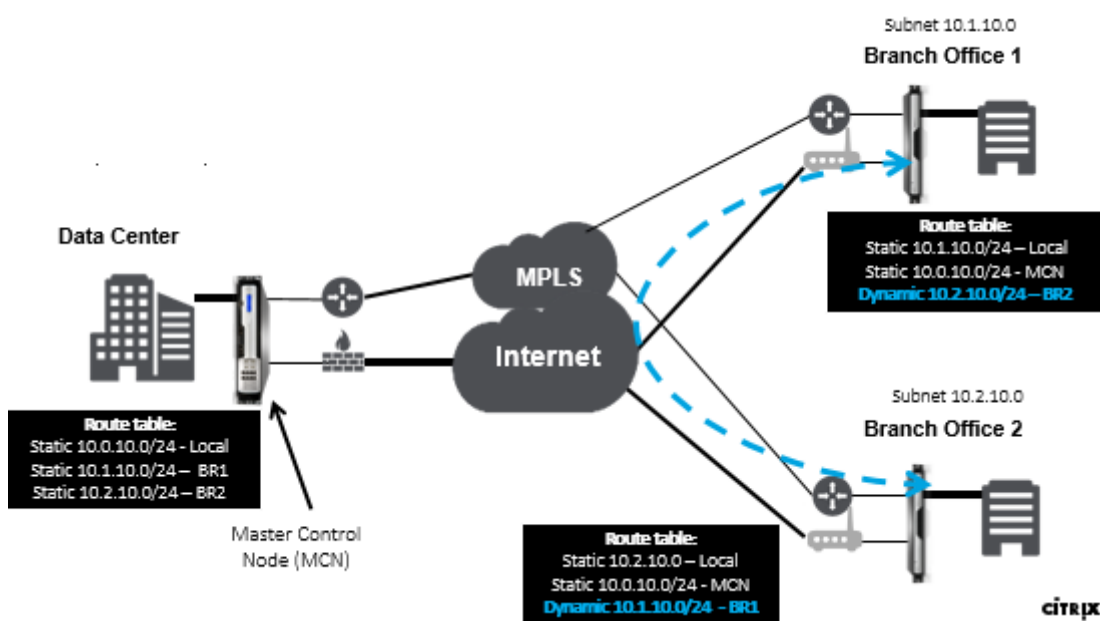 Subnet 10.1.10.0
Branch Office 1
Route table:
Static 10.1.10.0/24 – Local
Static 10.0.10.0/24 - MCN
Dynamic 10.2.10.0/24 – BR2
Data Center
MPLS
Internet
Route table:
Static 10.0.10.0/24 - Local
Static 10.1.10.0/24 – BR1
Static 10.2.10.0/24 – BR2
Master Control
Node (MCN)
Subnet 10.2.10.0
Branch Office 2
Route table:
Static 10.2.10.0 – Local
Static 10.0.10.0/24 - MCN
Dynamic 10.1.10.0/24 - BR1
CITRIX